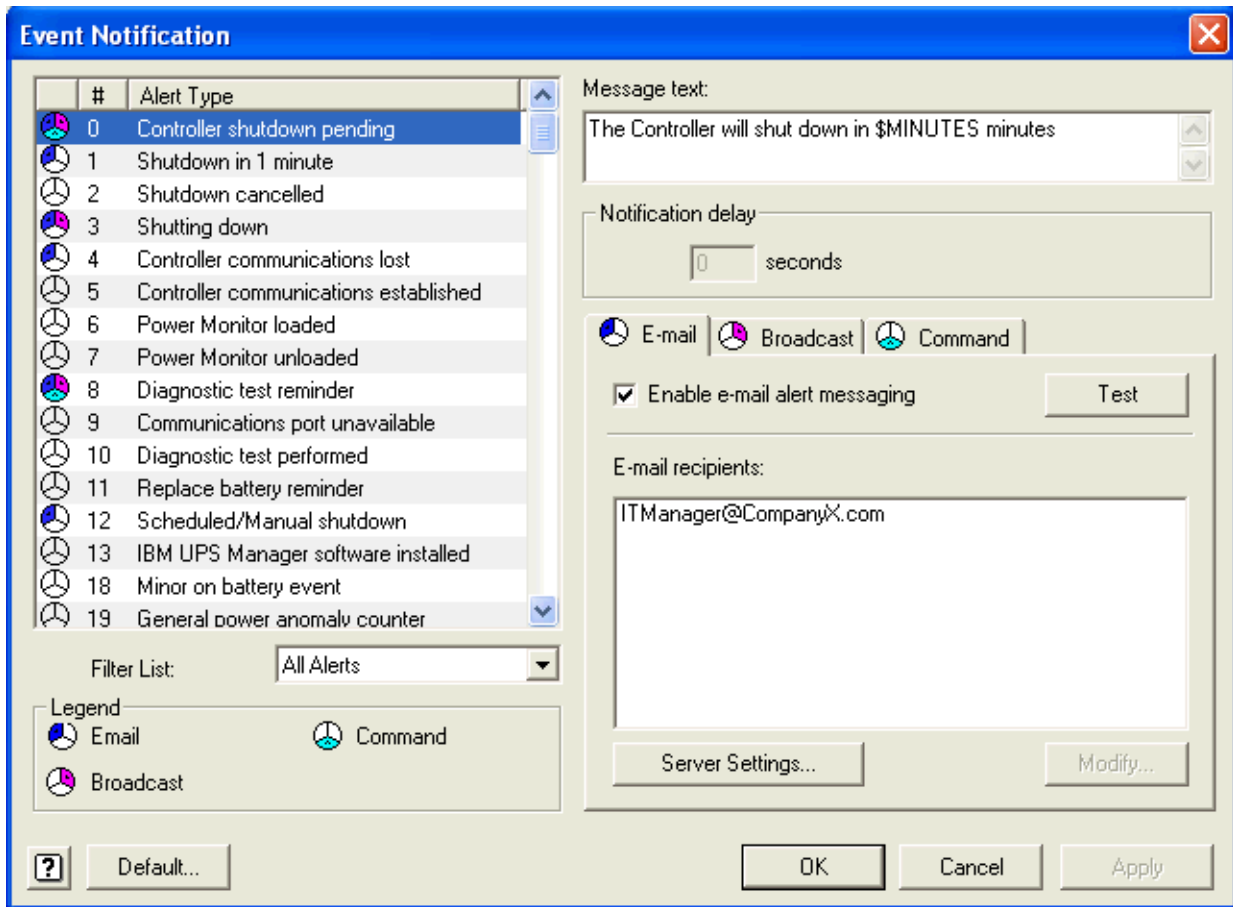 Event Notification
# Alert Type
0 Controller shutdown pending
1 Shutdown in 1 minute
2 Shutdown cancelled
3 Shutting down
4 Controller communications lost
5 Controller communications established
6 Power Monitor loaded
7 Power Monitor unloaded
8 Diagnostic test reminder
9 Communications port unavailable
10 Diagnostic test performed
11 Replace battery reminder
12 Scheduled/Manual shutdown
13 IBM UPS Manager software installed
18 Minor on battery event
19 General power anomaly counter
Filter List: All Alerts
Legend
Email Command
Broadcast
Message text:
The Controller will shut down in $MINUTES minutes
Notification delay
0 seconds
E-mail Broadcast Command
Enable e-mail alert messaging Test
E-mail recipients:
ITManager@CompanyX.com
Server Settings... Modify...
? Default... OK Cancel Apply